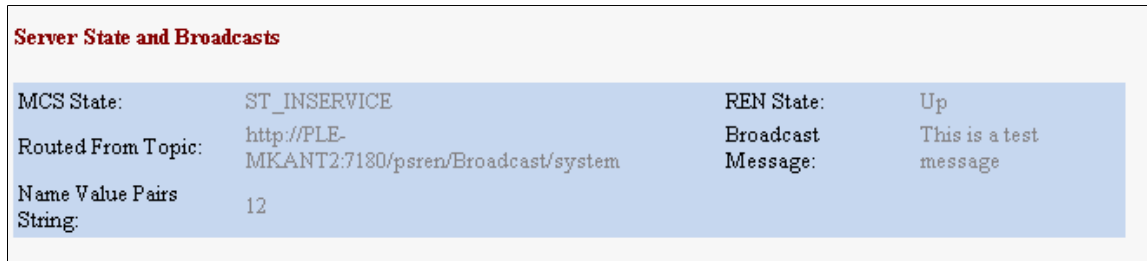 Server State and Broadcasts
MCS State: ST_INSERVICE REN State: Up
Routed From Topic: http://PLE-
MKANT2:7180/psren/Broadcast/system
Broadcast
Message:
This is a test
message
Name Value Pairs
String:
12